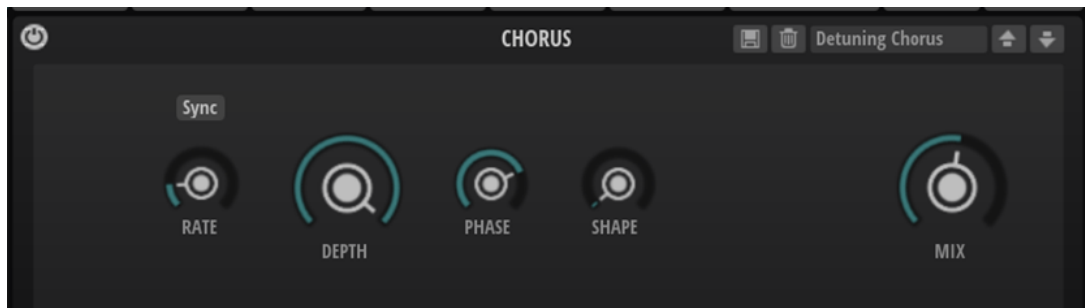 CHORUS
Detuning Chorus
Sync
RATE
DEPTH
PHASE
SHAPE
MIX